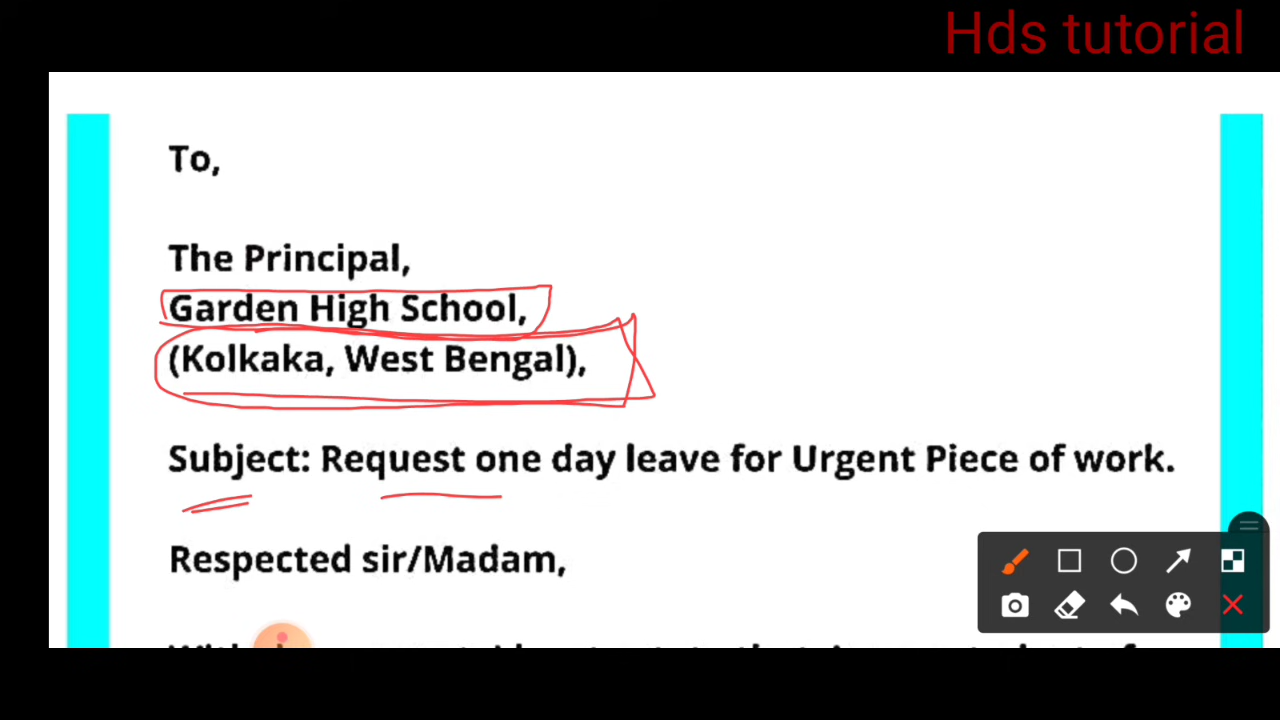 Hds tutorial
To,
The Principal,
Garden High School,
(Kolkaka, West Bengal),
Subject: Request one day leave for Urgent Piece of work.
Respected sir/Madam,